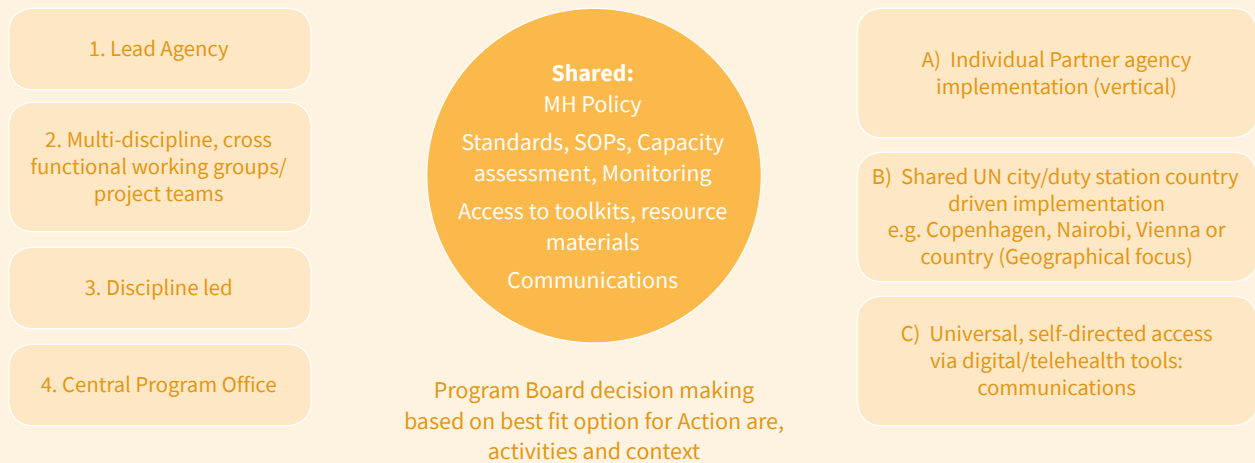 1. Lead Agency
2. Multi-discipline, cross
functional working groups/
project teams
3. Discipline led
4. Central Program Office
Shared:
MH Policy
Standards, SOPs, Capacity
assessment, Monitoring
Access to toolkits, resource
materials
Communications
Program Board decision making
based on best fit option for Action are,
activities and context
A) Individual Partner agency
implementation (vertical)
B) Shared UN city/duty station country
driven implementation
e.g. Copenhagen, Nairobi, Vienna or
country (Geographical focus)
C) Universal, self-directed access
via digital/telehealth tools:
communications